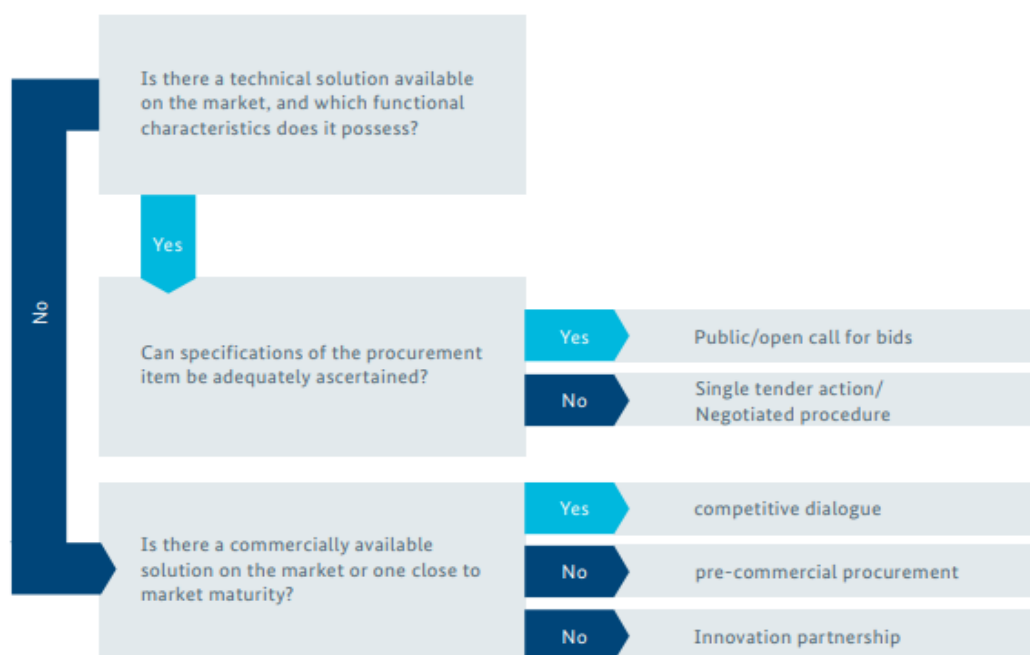 Is there a technical solution available
on the market, and which functional
characteristics does it possess?
Yes
No
Can specifications of the procurement
item be adequately ascertained?
Yes
Public/open call for bids
No
Single tender action/
Negotiated procedure
Is there a commercially available
solution on the market or one close to
market maturity?
Yes
competitive dialogue
No
pre-commercial procurement
No
Innovation partnership